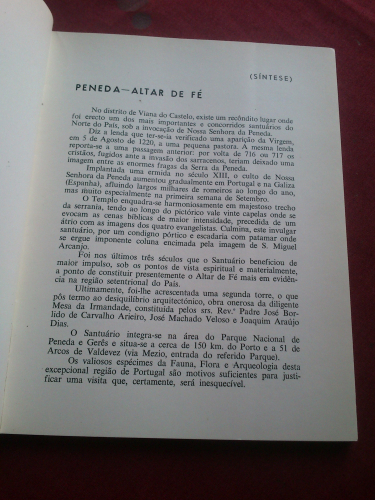 (SÍNTESE)
PENEDA—ALTAR DE FÉ
No distrito de Viana do Castelo, existe um recôndito lugar onde
foi erecto um dos mais importantes e concorridos santuários do
Norte do País, sob a invocação de Nossa Senhora da Peneda.
Diz a lenda que ter-se-ia verificado uma aparição da Virgem,
em 5 de Agosto de 1220, a uma pequena pastora. A mesma lenda
reporta-se a uma passagem anterior: por volta de 716 ou 717 os
cristãos, fugidos ante a invasão dos sarracenos, teriam deixado uma
imagem entre as enormes fragas da Serra da Peneda.
Implantada uma ermida no século XIII, o culto de Nossa
Senhora da Peneda aumentou gradualmente em Portugal e na Galiza
(Espanha), afluindo largos milhares de romeiros ao longo do ano,
mas muito especialmente na primeira semana de Setembro.
O Templo enquadra-se harmoniosamente em majestoso trecho
da serrania, tendo ao longo do pictórico vale vinte capelas onde se
evocam as cenas bíblicas de maior intensidade, precedida de um
átrio com as imagens dos quatro evangelistas. Culmina, este invulgar
santuário, por um condigno pórtico e escadaria com patamar onde
se ergue imponente coluna encimada pela imagem de S. Miguel
Arcanjo.
Foi nos últimos três séculos que o Santuário beneficiou de
maior impulso, sob os pontos de vista espiritual e materialmente,
a ponto de constituir presentemente o Altar de Fé mais em evidên-
cia na região setentrional do País.
Ultimamente, foi-lhe acrescentada uma segunda torre, o que
pôs termo ao desiquilíbrio arquitectónico, obra onerosa da diligente
Mesa da Irmandade, constituída pelos srs. Rev.º Padre José Bor-
lido de Carvalho Arieiro, José Machado Veloso e Joaquim Araújo
Dias.
O Santuário integra-se na área do Parque Nacional de
Peneda e Gerês e situa-se a cerca de 150 km. do Porto e a 51 de
Arcos de Valdevez (via Mezio, entrada do referido Parque).
Os valiosos espécimes da Fauna, Flora e Arqueologia desta
excepcional região de Portugal são motivos suficientes para justi-
ficar uma visita que, certamente, será inesquecível.